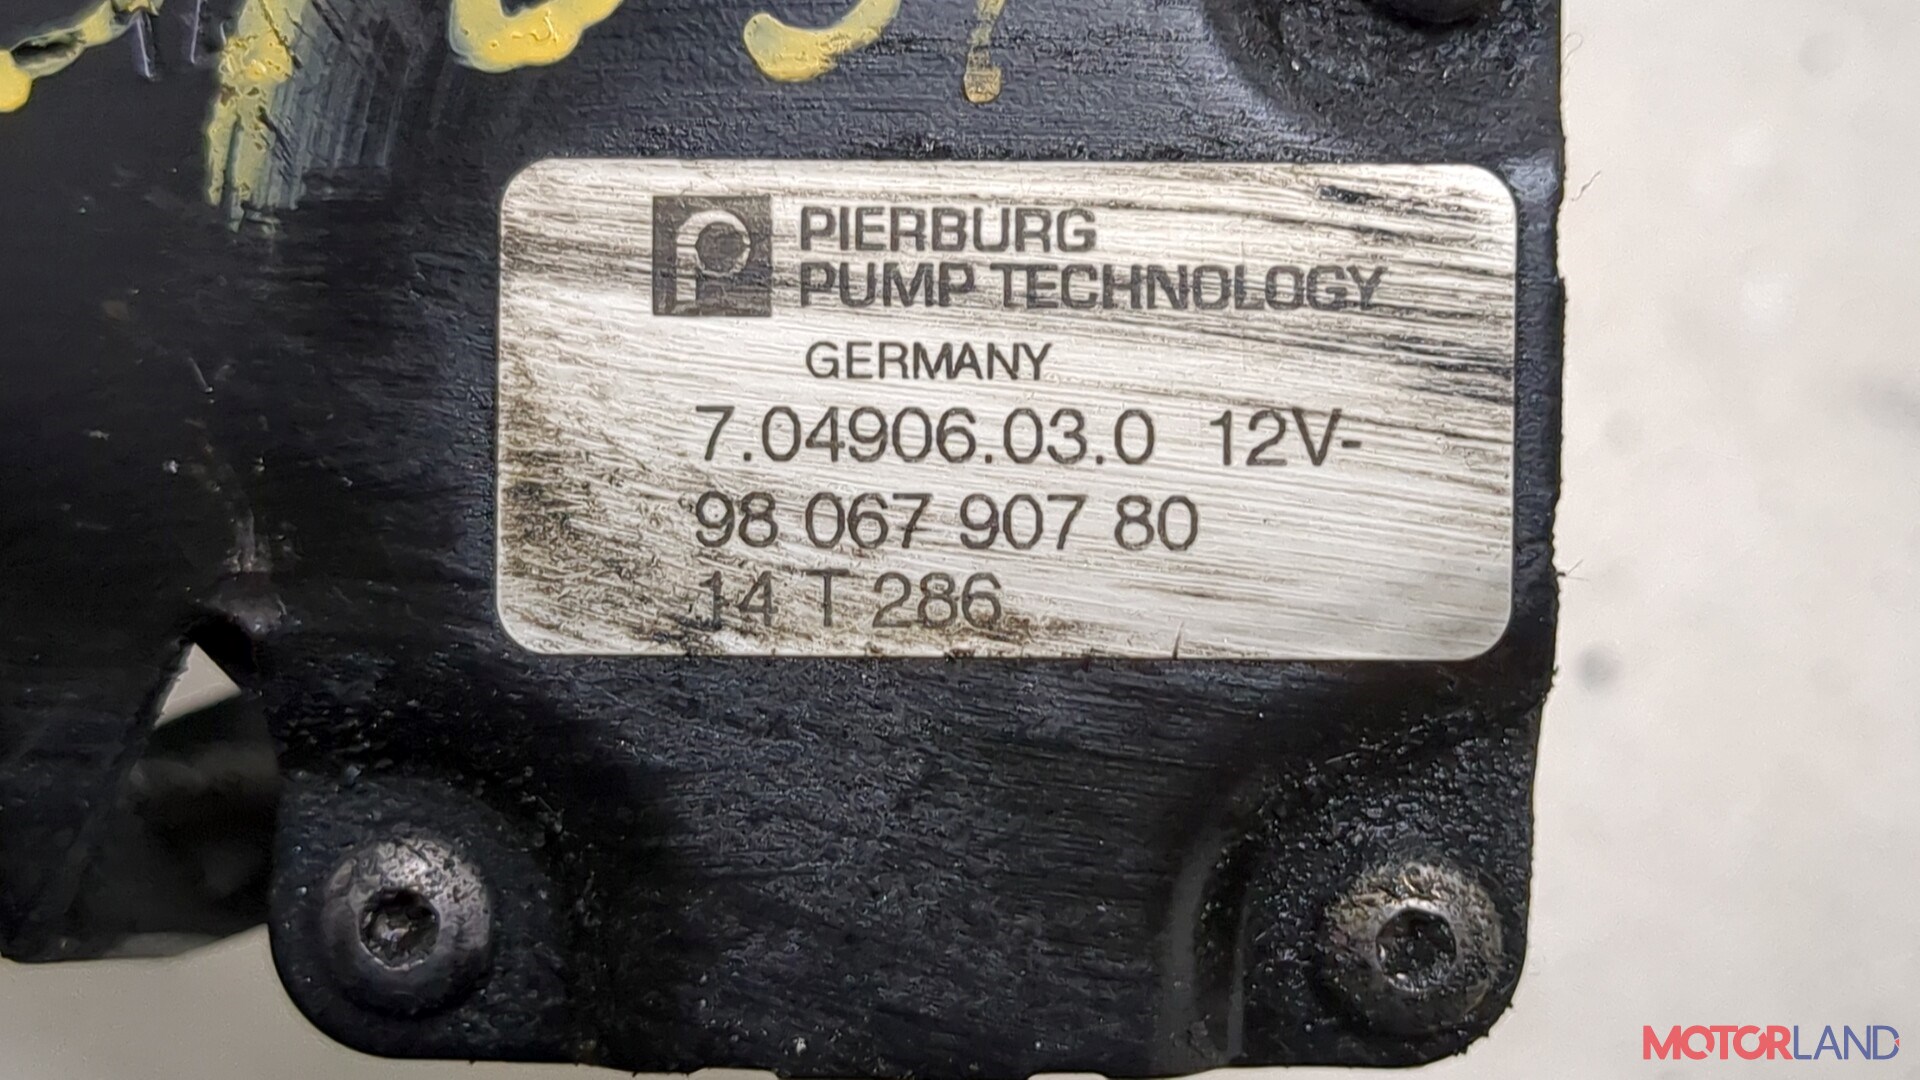 PIERBURG
PUMP TECHNOLOGY
GERMANY
7.04906.03.0 12V-
98 067 907 80
14 T 286
MOTORLAND